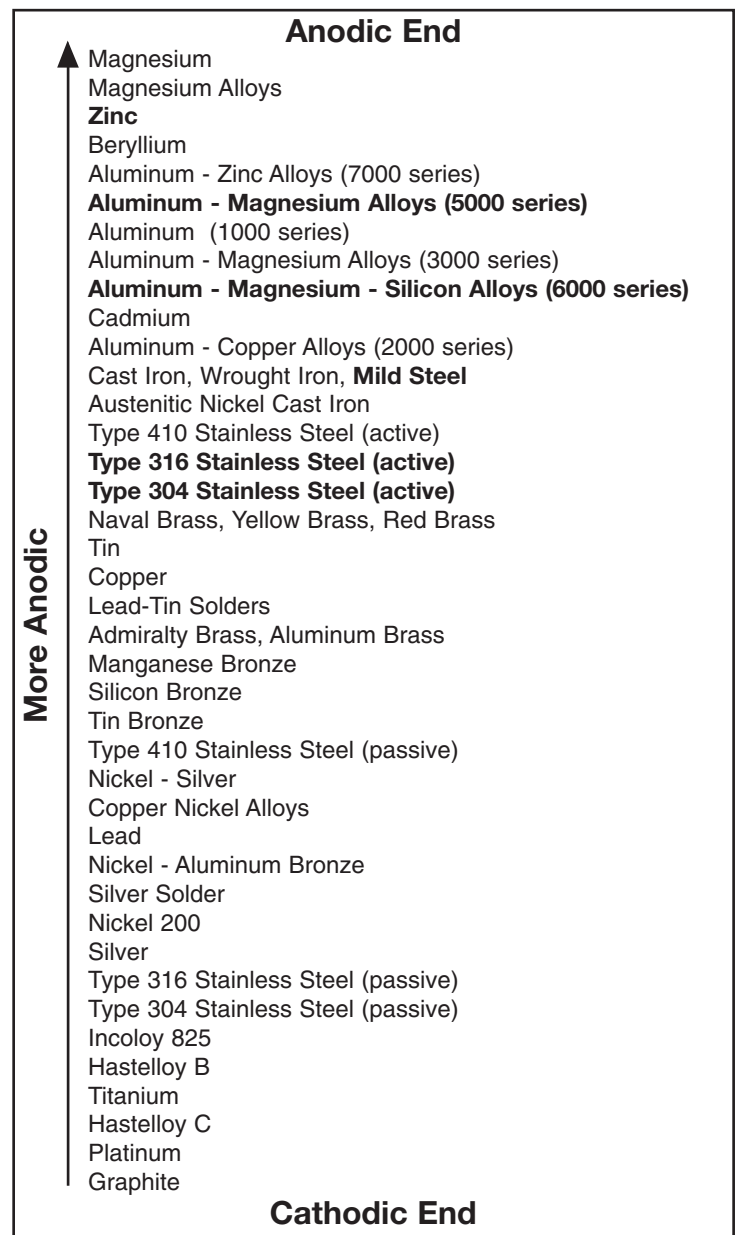 Anodic End
Magnesium
Magnesium Alloys
Zinc
Beryllium
Aluminum - Zinc Alloys (7000 series)
Aluminum - Magnesium Alloys (5000 series)
Aluminum (1000 series)
Aluminum - Magnesium Alloys (3000 series)
Aluminum - Magnesium - Silicon Alloys (6000 series)
Cadmium
Aluminum - Copper Alloys (2000 series)
Cast Iron, Wrought Iron, Mild Steel
Austenitic Nickel Cast Iron
Type 410 Stainless Steel (active)
Type 316 Stainless Steel (active)
Type 304 Stainless Steel (active)
Naval Brass, Yellow Brass, Red Brass
Tin
Copper
Lead-Tin Solders
Admiralty Brass, Aluminum Brass
Manganese Bronze
Silicon Bronze
Tin Bronze
Type 410 Stainless Steel (passive)
Nickel - Silver
Copper Nickel Alloys
Lead
Nickel - Aluminum Bronze
Silver Solder
Nickel 200
Silver
Type 316 Stainless Steel (passive)
Type 304 Stainless Steel (passive)
Incoloy 825
Hastelloy B
Titanium
Hastelloy C
Platinum
Graphite
Cathodic End
More Anodic